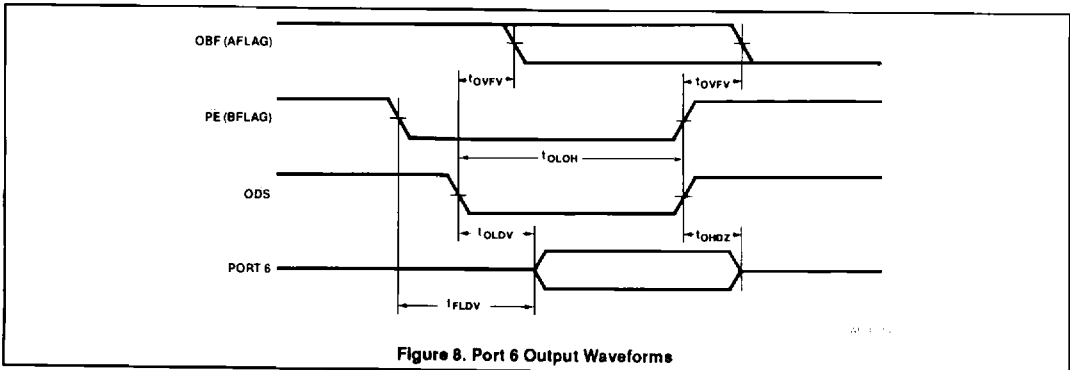 OBF (AFLAG)
tOVFV
tOVFV
PE (BFLAG)
tOLOH
ODS
tOLDV
tOHDZ
PORT 6
tFLDV
Figure 8. Port 6 Output Waveforms